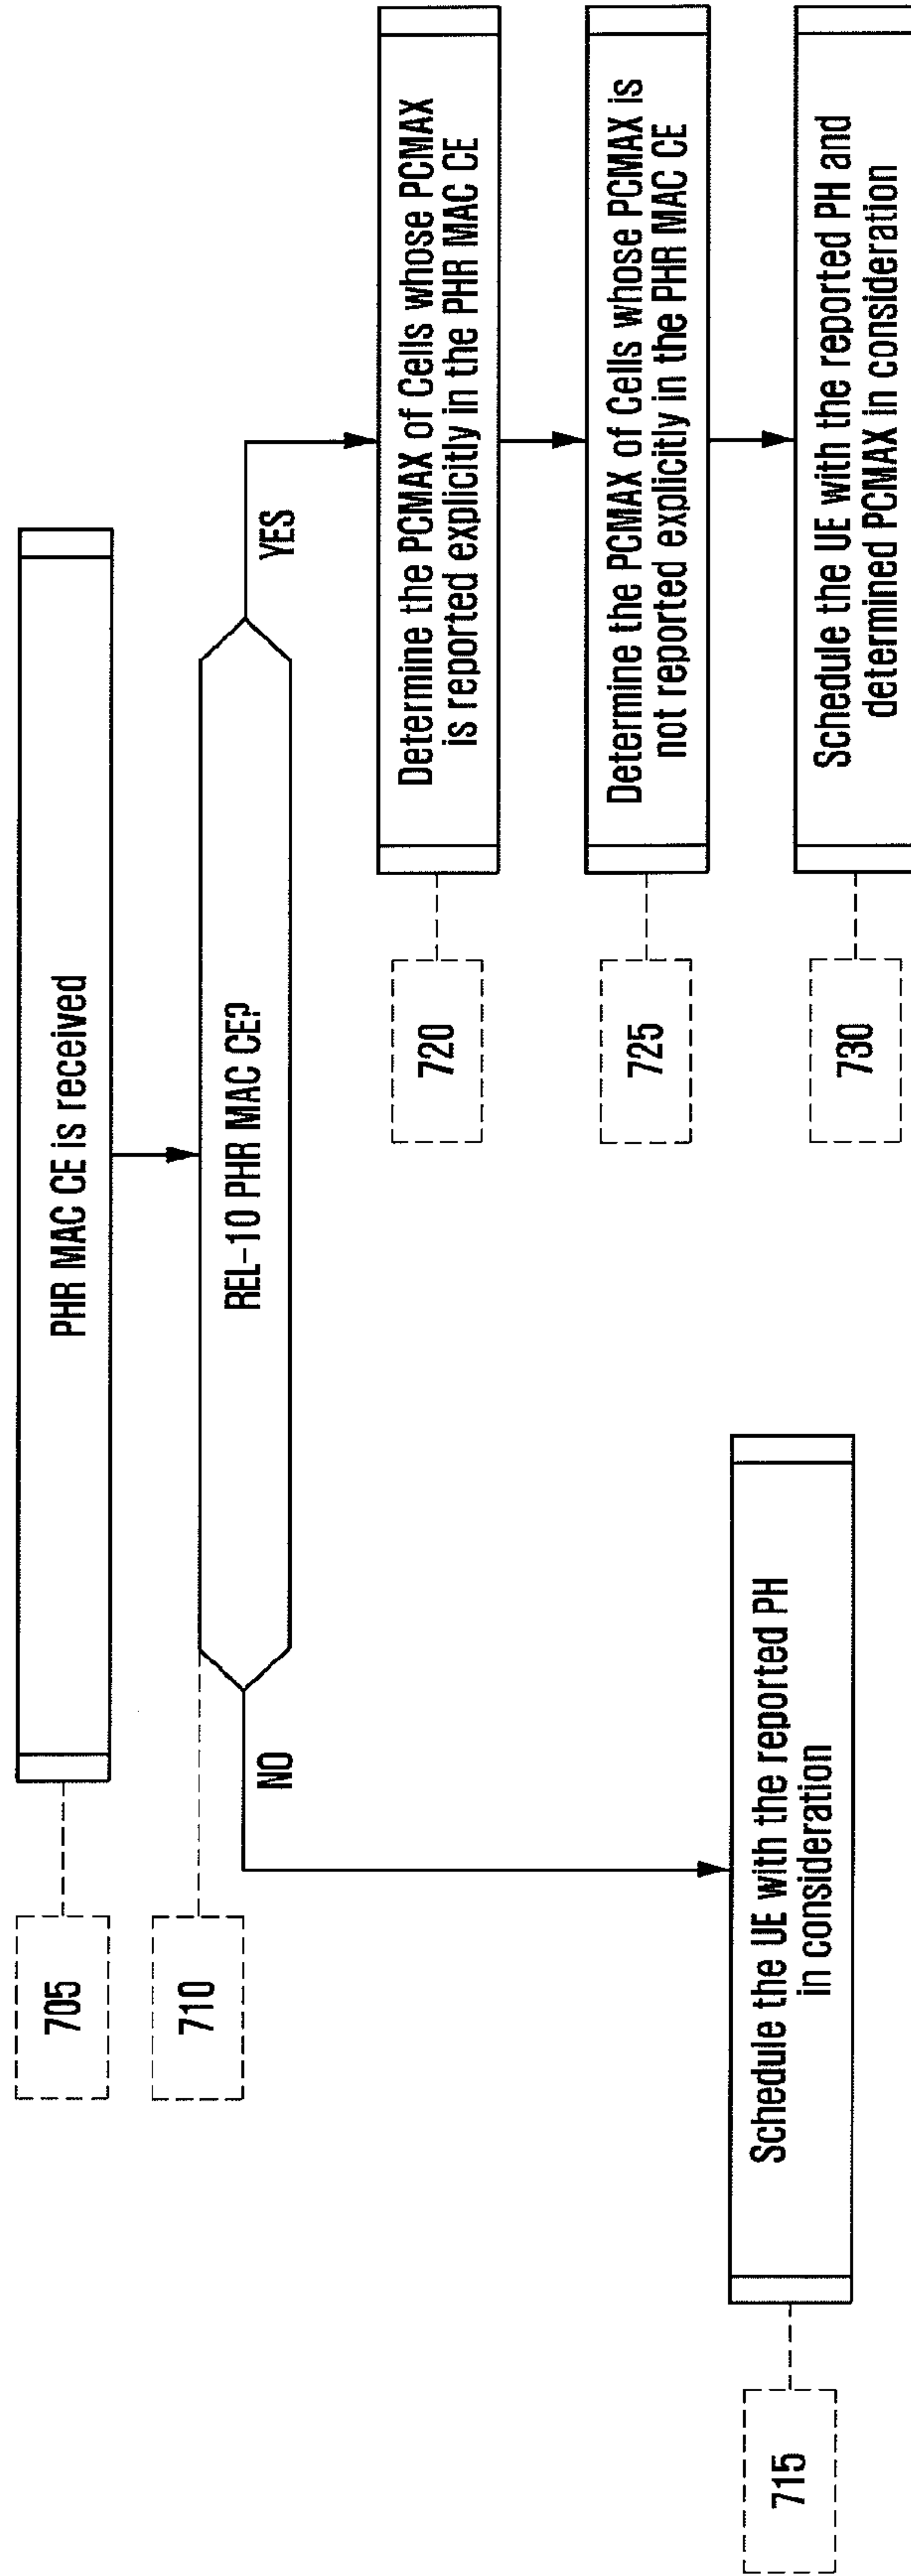 705
PHR MAC CE is received
710
REL-10 PHR MAC CE?
NO
YES
715
Schedule the UE with the reported PH
in consideration
720
Determine the PCMAX of Cells whose PCMAX
is reported explicitly in the PHR MAC CE
725
Determine the PCMAX of Cells whose PCMAX is
not reported explicitly in the PHR MAC CE
730
Schedule the UE with the reported PH and
determined PCMAX in consideration